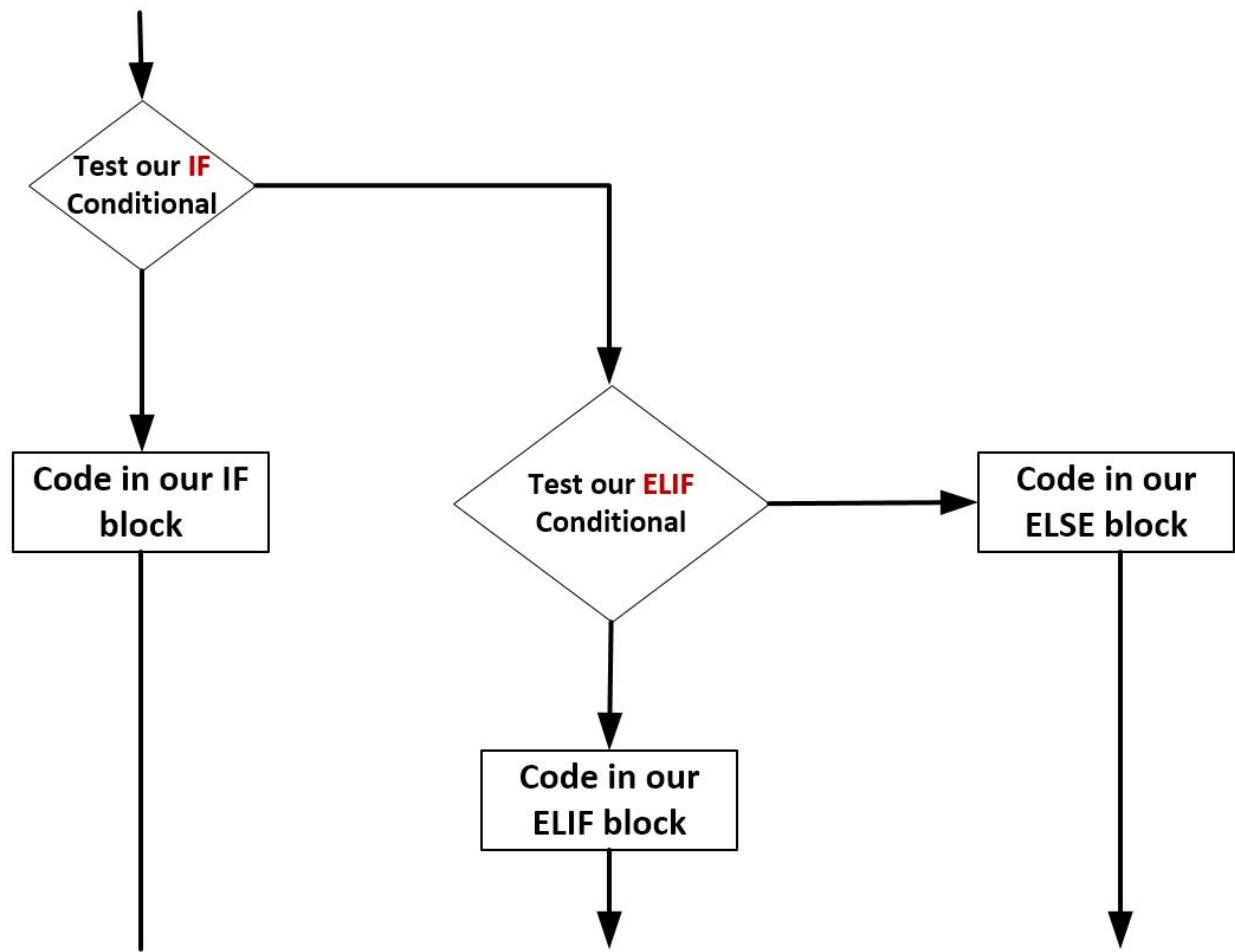 Test our IF
Conditional
Code in our IF
block
Test our ELIF
Conditional
Code in our
ELSE block
Code in our
ELIF block